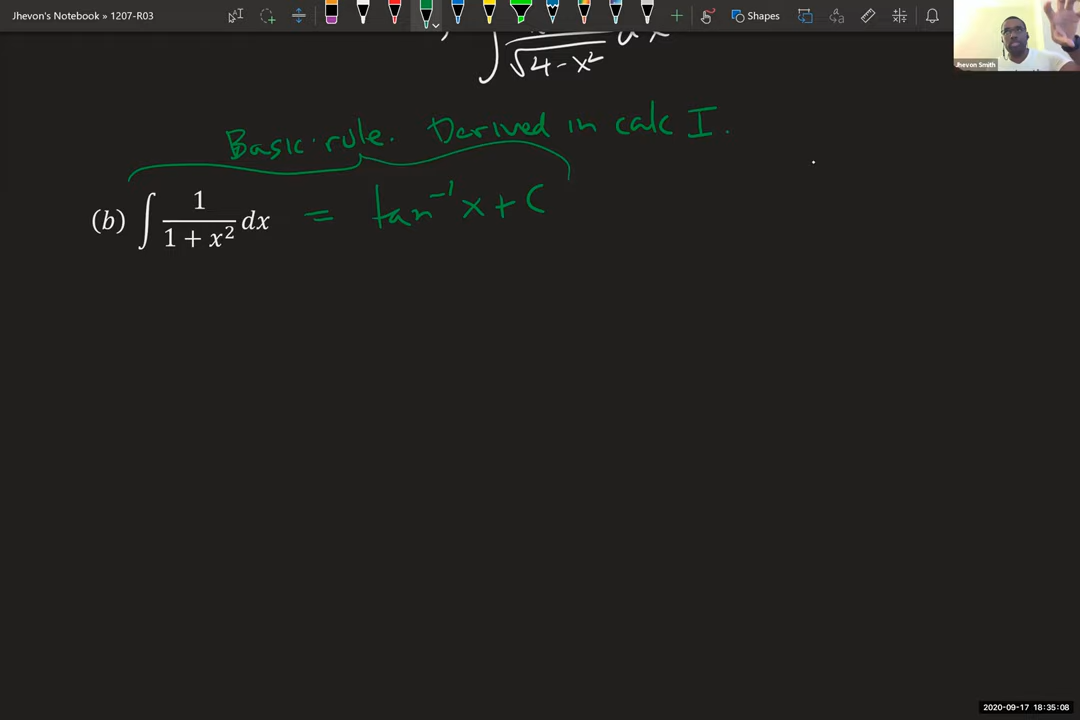 Jhevon's Notebook » 1207-R03
Shapes
Jhevon Smith
∫ √4-x²
Basic rule. Derived in calc I.
(b) ∫ 1/(1 + x²) dx = tan⁻¹ x + C
2020-09-17 18:35:08